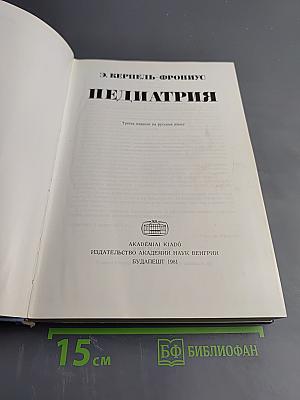 Э. КЕРПЕЛЬ-ФРОНИУС
ПЕДИАТРИЯ
Третье издание на русском языке
AKADÉMIAI KIADÓ
ИЗДАТЕЛЬСТВО АКАДЕМИИ НАУК ВЕНГРИИ
БУДАПЕШТ 1981
15 см
БФ БИБЛИОФАН